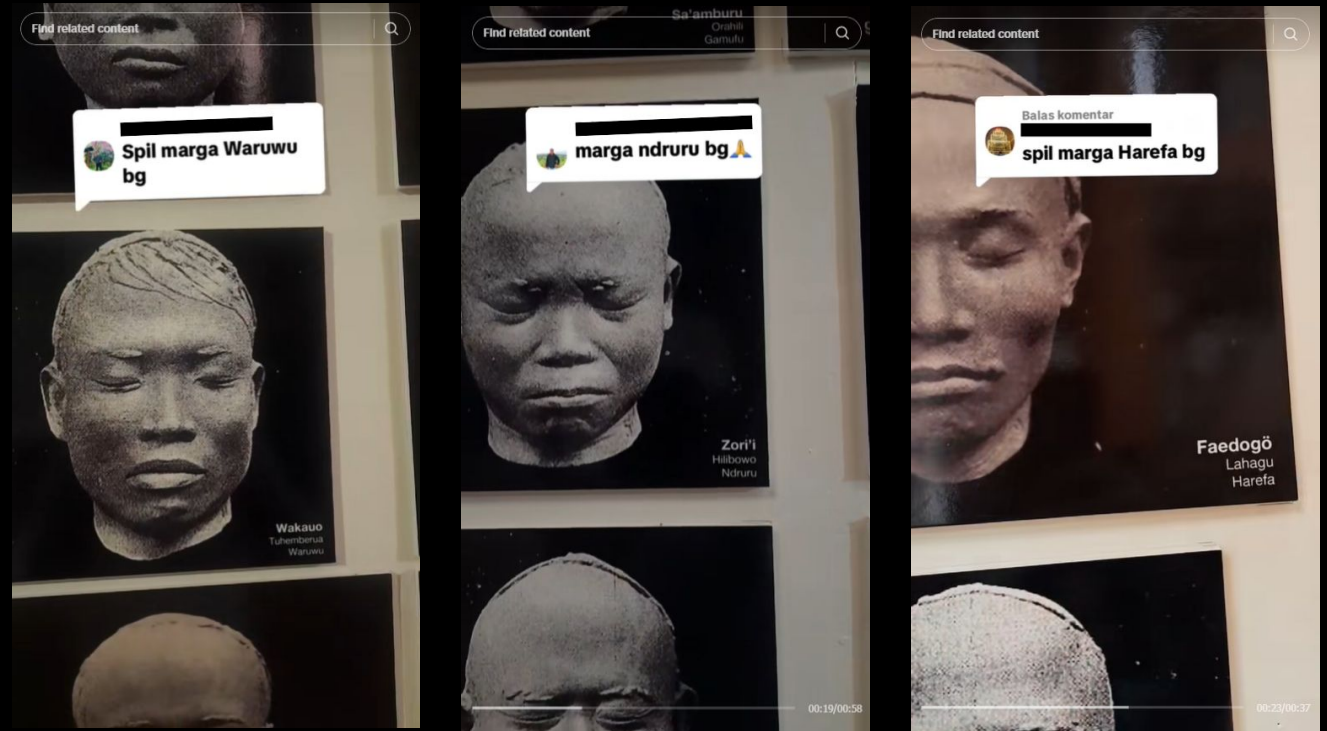 Find related content
Spil marga Waruwu
bg
Wakauo
Tuhemberua
Waruwu
Find related content
Sa'amburu
Orahili
Gamufu
marga ndruru bg🙏
Zori'i
Hilibowo
Ndruru
00:19/00:58
Find related content
Balas komentar
spil marga Harefa bg
Faedogö
Lahagu
Harefa
00:23/00:37